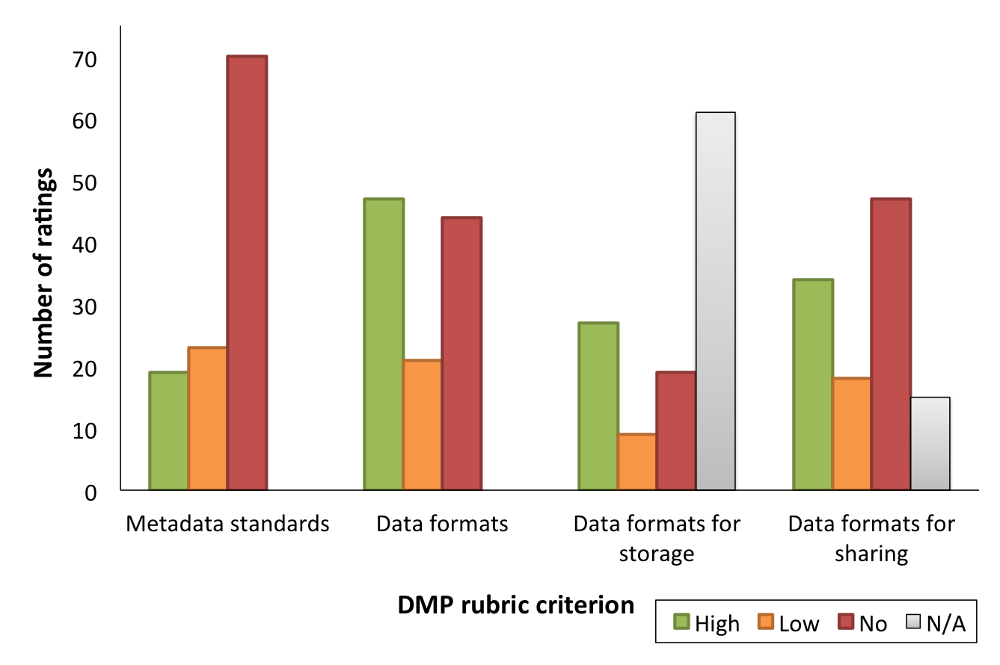 Number of ratings
70
60
50
40
30
20
10
0
Metadata standards
Data formats
Data formats for
storage
Data formats for
sharing
DMP rubric criterion
High
Low
No
N/A